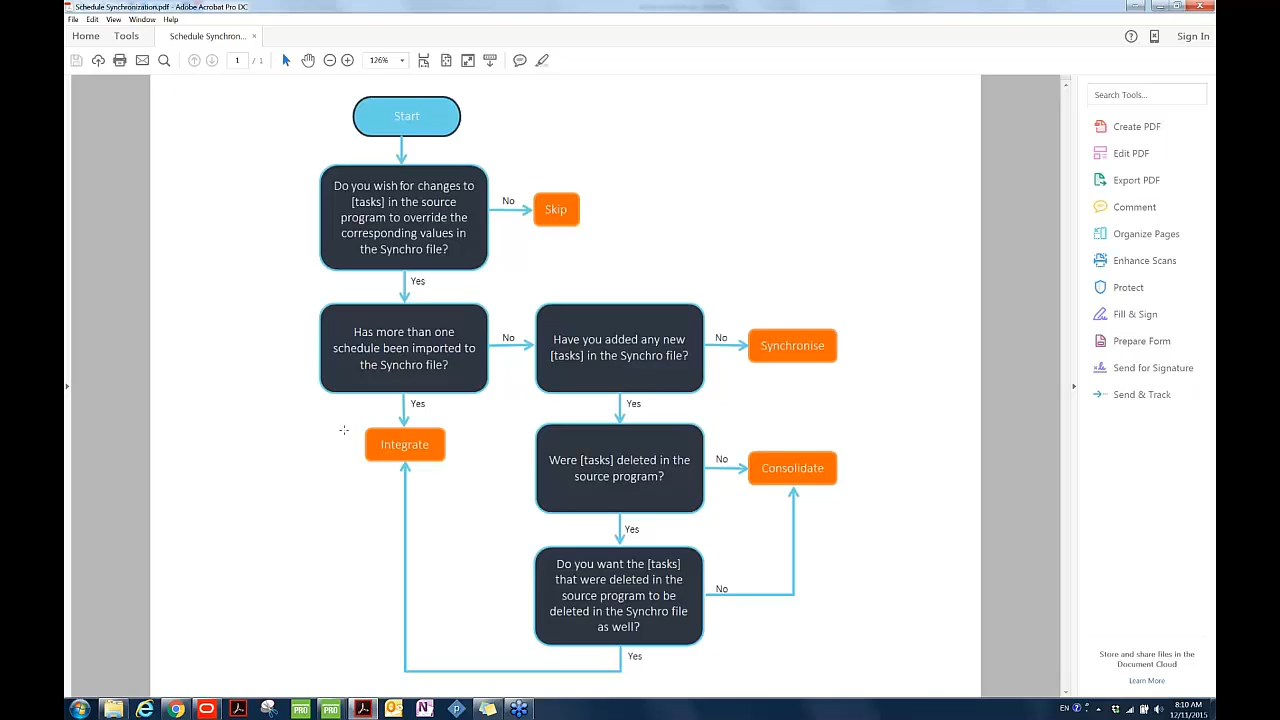 Schedule Synchronization.pdf - Adobe Acrobat Pro DC
File Edit View Window Help
Home Tools Schedule Synchron... × Sign In
1 / 1 126%
Search Tools...
Create PDF
Edit PDF
Export PDF
Comment
Organize Pages
Enhance Scans
Protect
Fill & Sign
Prepare Form
Send for Signature
Send & Track
Store and share files in the
Document Cloud
Learn More
Start
Do you wish for changes to
[tasks] in the source
program to override the
corresponding values in
the Synchro file?
No
Skip
Yes
Has more than one
schedule been imported to
the Synchro file?
No
Have you added any new
[tasks] in the Synchro file?
No
Synchronise
Yes
Yes
Integrate
Were [tasks] deleted in the
source program?
No
Consolidate
Yes
Do you want the [tasks]
that were deleted in the
source program to be
deleted in the Synchro file
as well?
No
Yes
PRO PRO
EN
8:10 AM
12/11/2015